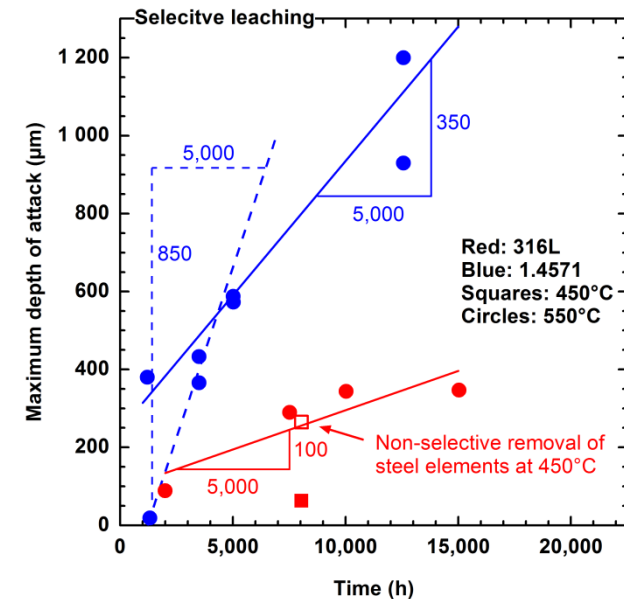 Selecitve leaching
1 200
1 000
800
600
400
200
0
Maximum depth of attack (µm)
5,000
850
350
5,000
Red: 316L
Blue: 1.4571
Squares: 450°C
Circles: 550°C
100
5,000
Non-selective removal of
steel elements at 450°C
0
5,000
10,000
15,000
20,000
Time (h)